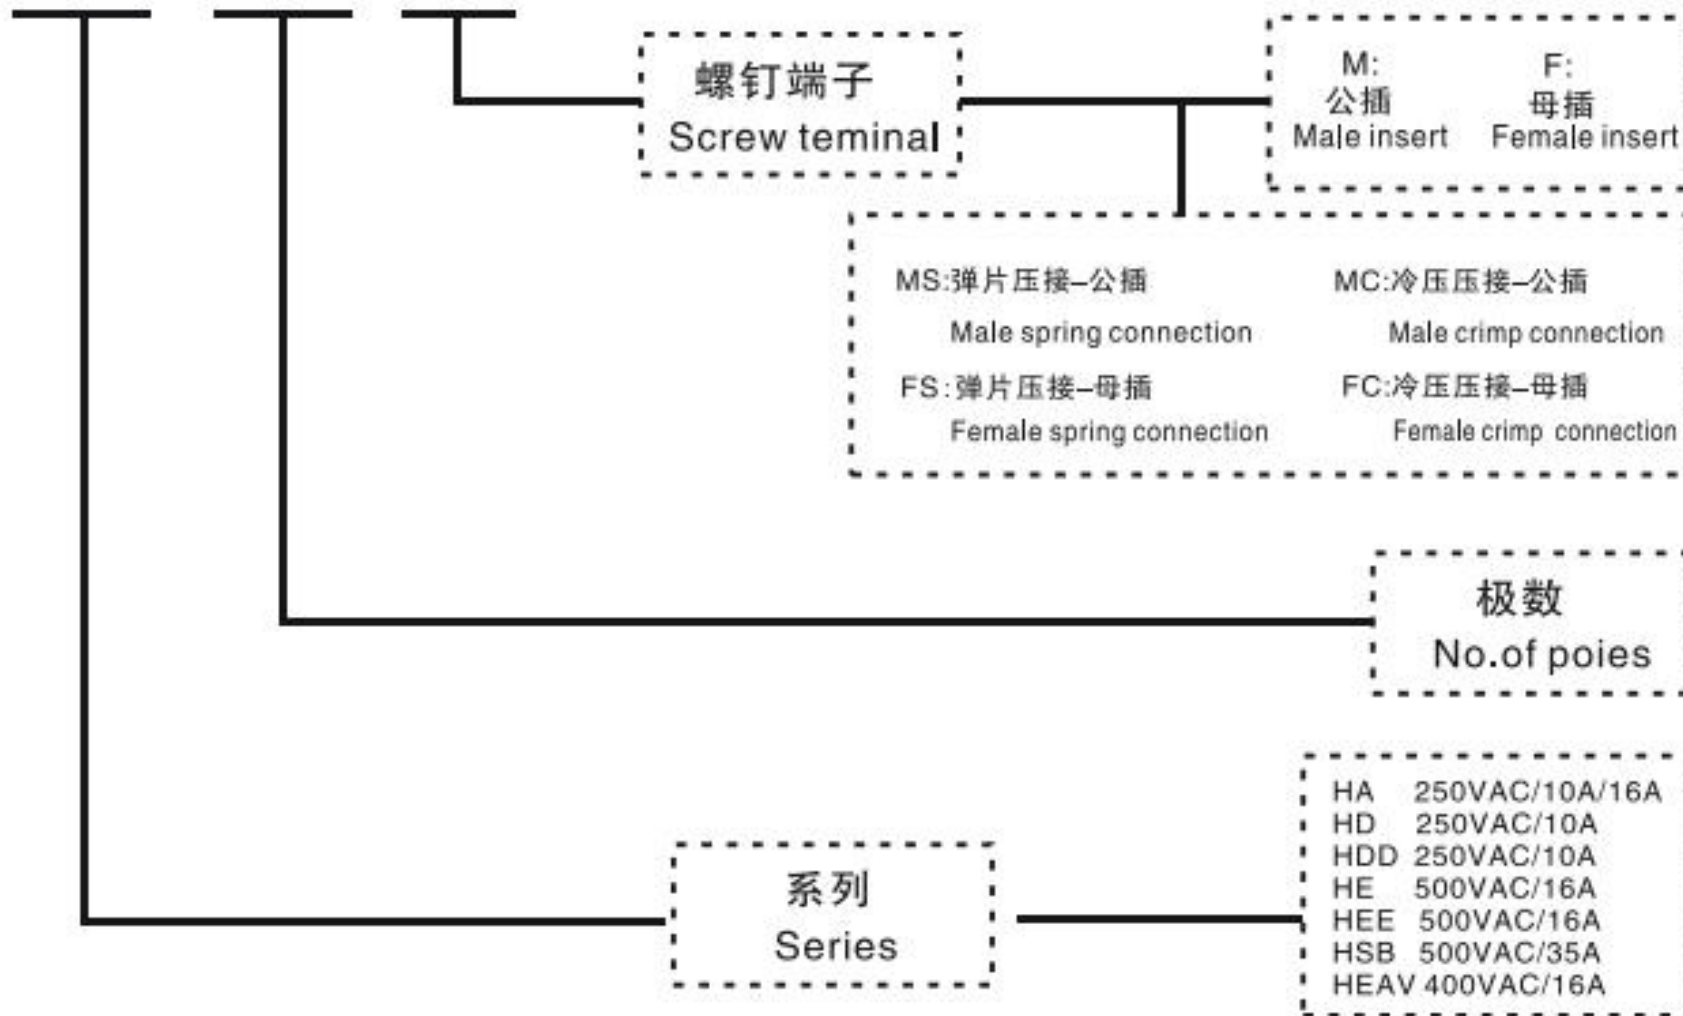 螺钉端子
Screw teminal
M:
公插
Male insert
F:
母插
Female insert
MS:弹片压接–公插
Male spring connection
MC:冷压压接–公插
Male crimp connection
FS:弹片压接–母插
Female spring connection
FC:冷压压接–母插
Female crimp connection
极数
No.of poies
系列
Series
HA 250VAC/10A/16A
HD 250VAC/10A
HDD 250VAC/10A
HE 500VAC/16A
HEE 500VAC/16A
HSB 500VAC/35A
HEAV 400VAC/16A